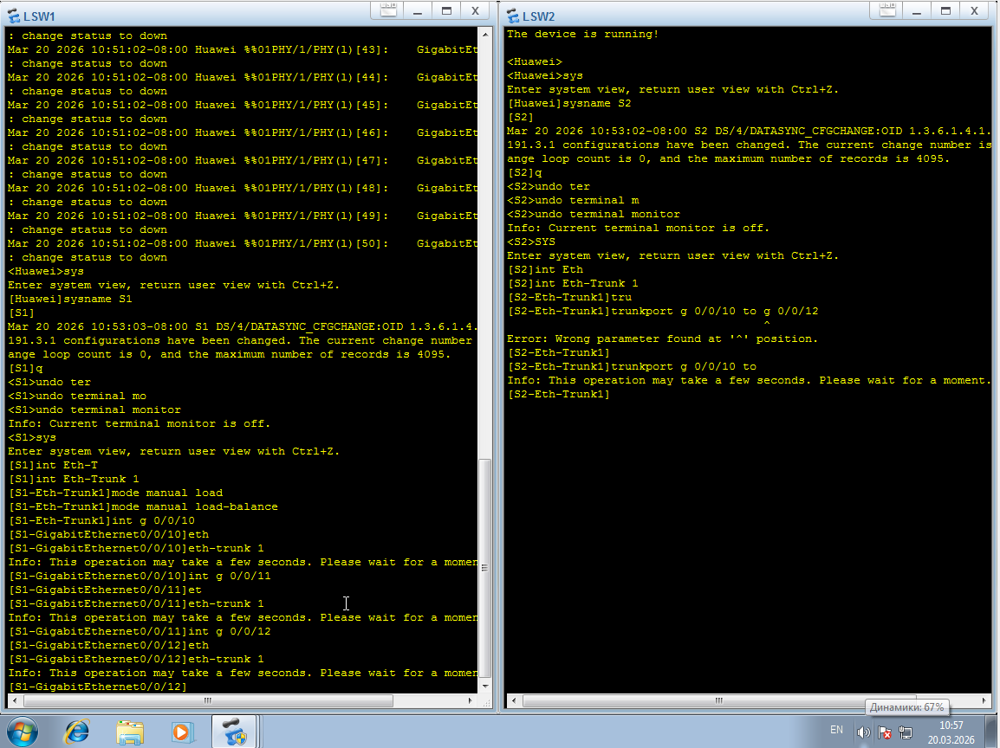 LSW1
: change status to down
Mar 20 2026 10:51:02-08:00 Huawei %%01PHY/1/PHY(l)[43]:    GigabitEt
: change status to down
Mar 20 2026 10:51:02-08:00 Huawei %%01PHY/1/PHY(l)[44]:    GigabitEt
: change status to down
Mar 20 2026 10:51:02-08:00 Huawei %%01PHY/1/PHY(l)[45]:    GigabitEt
: change status to down
Mar 20 2026 10:51:02-08:00 Huawei %%01PHY/1/PHY(l)[46]:    GigabitEt
: change status to down
Mar 20 2026 10:51:02-08:00 Huawei %%01PHY/1/PHY(l)[47]:    GigabitEt
: change status to down
Mar 20 2026 10:51:02-08:00 Huawei %%01PHY/1/PHY(l)[48]:    GigabitEt
: change status to down
Mar 20 2026 10:51:02-08:00 Huawei %%01PHY/1/PHY(l)[49]:    GigabitEt
: change status to down
Mar 20 2026 10:51:02-08:00 Huawei %%01PHY/1/PHY(l)[50]:    GigabitEt
: change status to down
<Huawei>sys
Enter system view, return user view with Ctrl+Z.
[Huawei]sysname S1
[S1]
Mar 20 2026 10:53:03-08:00 S1 DS/4/DATASYNC_CFGCHANGE:OID 1.3.6.1.4.
191.3.1 configurations have been changed. The current change number
ange loop count is 0, and the maximum number of records is 4095.
[S1]q
<S1>undo ter
<S1>undo terminal mo
<S1>undo terminal monitor
Info: Current terminal monitor is off.
<S1>sys
Enter system view, return user view with Ctrl+Z.
[S1]int Eth-T
[S1]int Eth-Trunk 1
[S1-Eth-Trunk1]mode manual load
[S1-Eth-Trunk1]mode manual load-balance
[S1-Eth-Trunk1]int g 0/0/10
[S1-GigabitEthernet0/0/10]eth
[S1-GigabitEthernet0/0/10]eth-trunk 1
Info: This operation may take a few seconds. Please wait for a momen
[S1-GigabitEthernet0/0/10]int g 0/0/11
[S1-GigabitEthernet0/0/11]et
[S1-GigabitEthernet0/0/11]eth-trunk 1
Info: This operation may take a few seconds. Please wait for a momen
[S1-GigabitEthernet0/0/11]int g 0/0/12
[S1-GigabitEthernet0/0/12]eth
[S1-GigabitEthernet0/0/12]eth-trunk 1
Info: This operation may take a few seconds. Please wait for a momen
[S1-GigabitEthernet0/0/12]
LSW2
The device is running!
<Huawei>
<Huawei>sys
Enter system view, return user view with Ctrl+Z.
[Huawei]sysname S2
[S2]
Mar 20 2026 10:53:02-08:00 S2 DS/4/DATASYNC_CFGCHANGE:OID 1.3.6.1.4.1.
191.3.1 configurations have been changed. The current change number is
ange loop count is 0, and the maximum number of records is 4095.
[S2]q
<S2>undo ter
<S2>undo terminal m
<S2>undo terminal monitor
Info: Current terminal monitor is off.
<S2>SYS
Enter system view, return user view with Ctrl+Z.
[S2]int Eth
[S2]int Eth-Trunk 1
[S2-Eth-Trunk1]tru
[S2-Eth-Trunk1]trunkport g 0/0/10 to g 0/0/12
^
Error: Wrong parameter found at '^' position.
[S2-Eth-Trunk1]
[S2-Eth-Trunk1]trunkport g 0/0/10 to
Info: This operation may take a few seconds. Please wait for a moment.
[S2-Eth-Trunk1]
Динамики: 67%
EN
10:57
20.03.2026